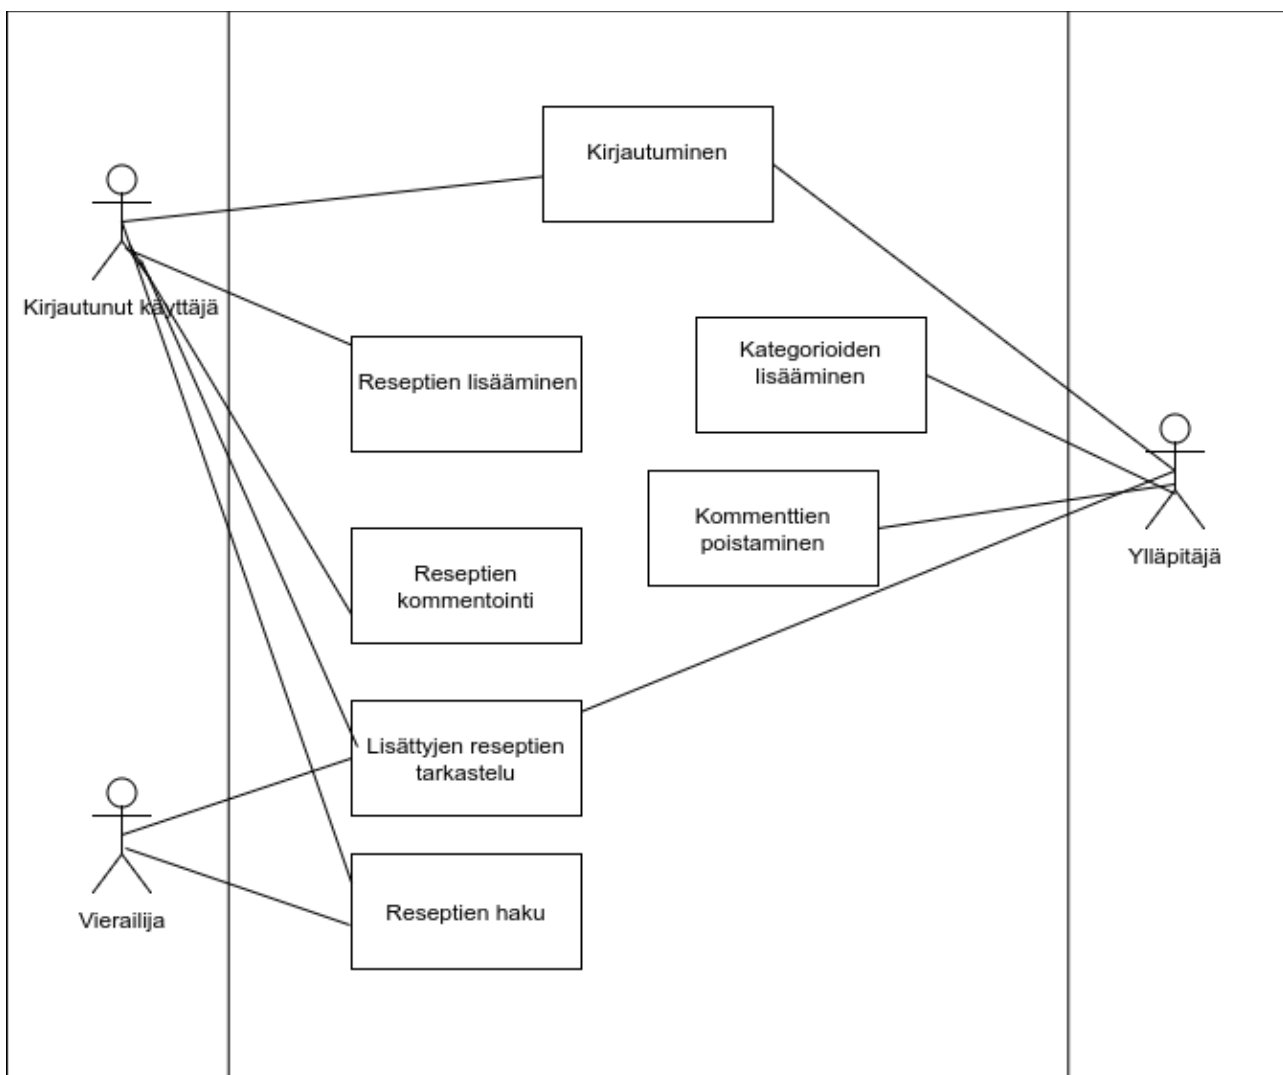 Kirjautuminen
Kirjautunut käyttäjä
Reseptien lisääminen
Kategorioiden
lisääminen
Kommenttien
poistaminen
Ylläpitäjä
Reseptien
kommentointi
Lisättyjen reseptien
tarkastelu
Vierailija
Reseptien haku